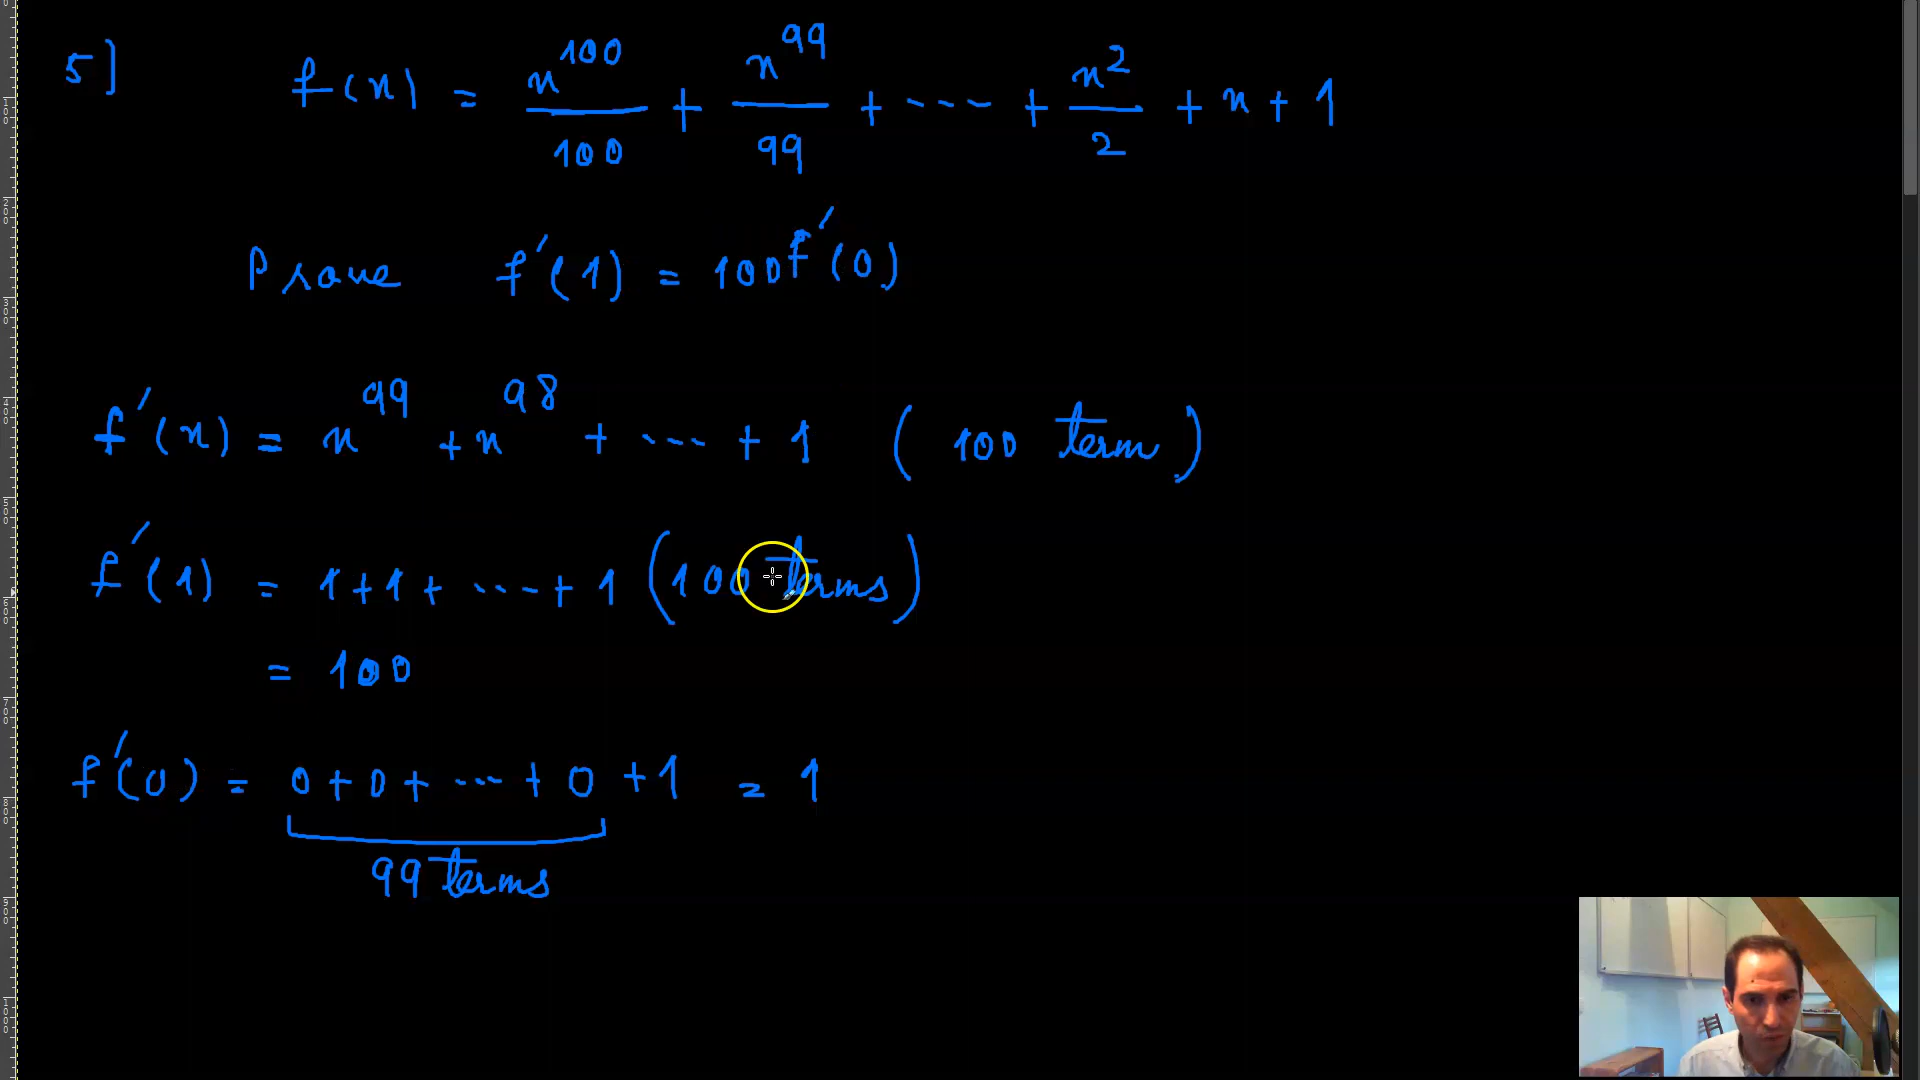 5] f(x) = x^100/100 + x^99/99 + --- + x^2/2 + x + 1
Prove f'(1) = 100f'(0)
f'(x) = x^99 + x^98 + --- + 1 (100 term)
f'(1) = 1+1+ --- + 1 (100 terms)
= 100
f'(0) = 0+0+ --- + 0 + 1 = 1
99 terms